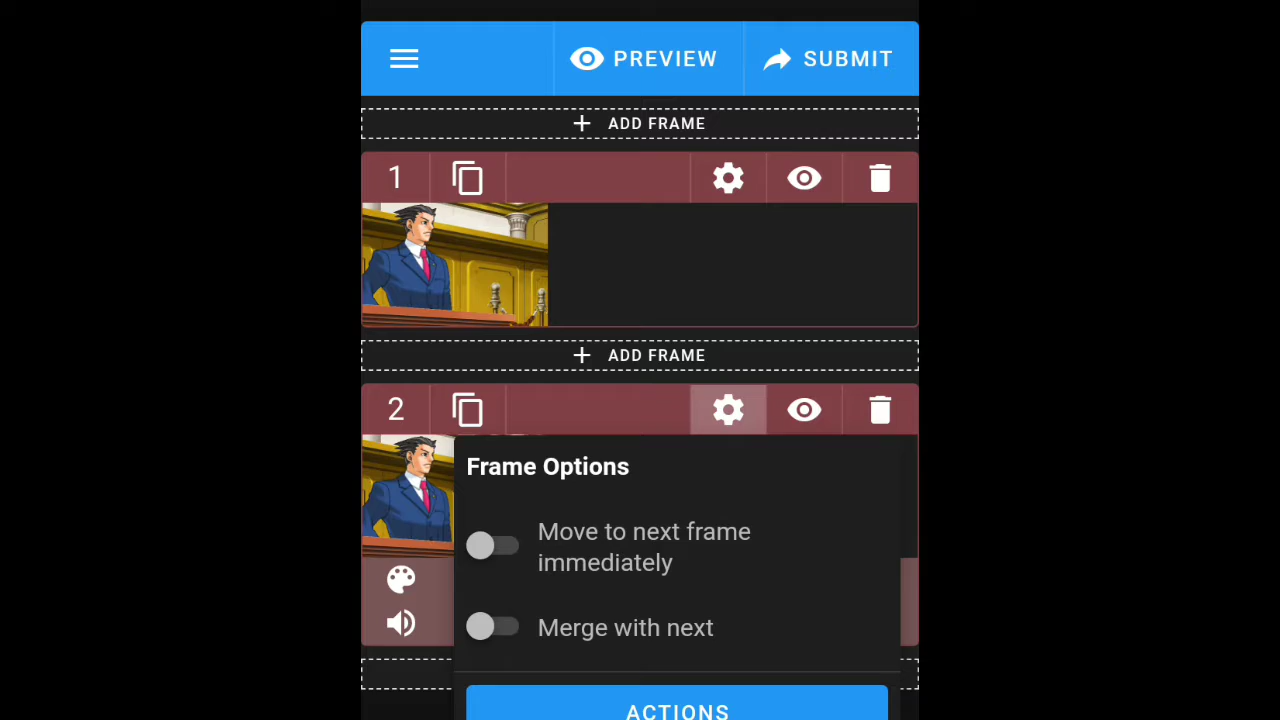 PREVIEW
SUBMIT
ADD FRAME
1
ADD FRAME
2
Frame Options
Move to next frame
immediately
Merge with next
ACTIONS